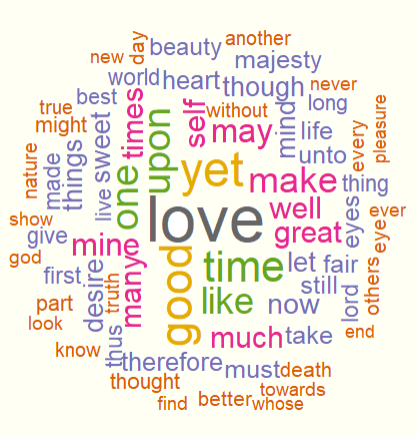 another
day
beauty
new
majesty
world
heart
though
never
best
times
self
without
long
true
might
upon
may
mind
life
every
pleasure
sweet
things
made
nature
live
one
yet
unto
make
thing
love
well
great
eyes
ever
eye
show
give
god
mine
o
many
good
time
let
fair
others
first
desire
truth
still
lord
part
look
like
now
thus
much
take
end
know
therefore
must
death
thought
towards
find
better
whose